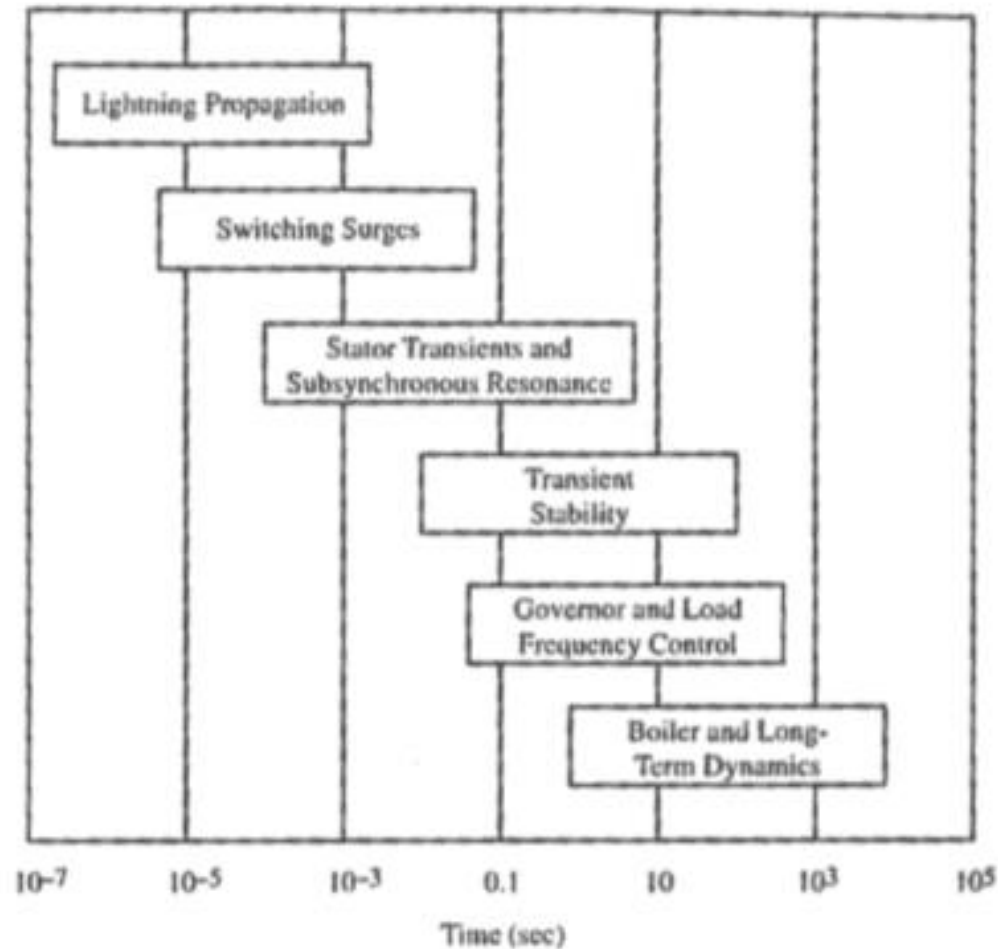 Lightning Propagation
Switching Surges
Stator Transients and
Subsynchronous Resonance
Transient
Stability
Governor and Load
Frequency Control
Boiler and Long-
Term Dynamics
10⁻⁷ 10⁻⁵ 10⁻³ 0.1 10 10³ 10⁵
Time (sec)